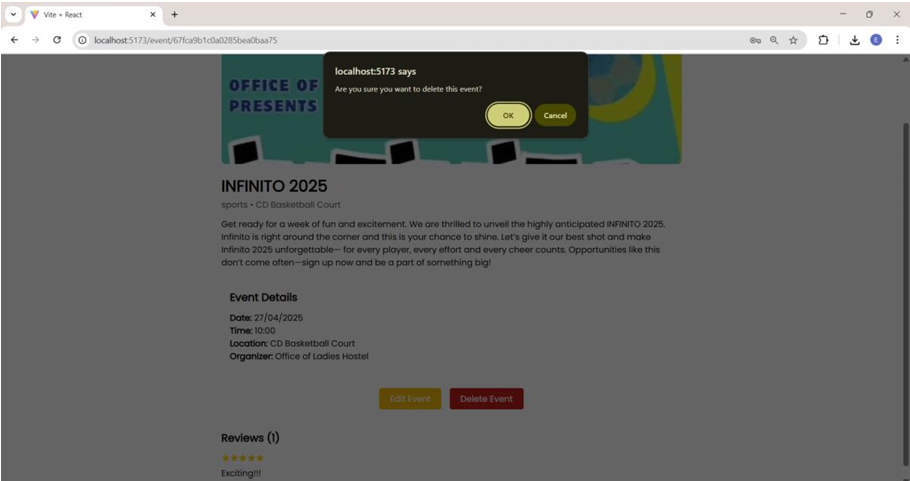 Vite + React
localhost:5173/event/67fca9b1c0a0285bea0baa75
E
localhost:5173 says
Are you sure you want to delete this event?
OK
Cancel
OFFICE OF
PRESENTS
INFINITO 2025
sports • CD Basketball Court
Get ready for a week of fun and excitement. We are thrilled to unveil the highly anticipated INFINITO 2025.
Infinito is right around the corner and this is your chance to shine. Let's give it our best shot and make
Infinito 2025 unforgettable— for every player, every effort and every cheer counts. Opportunities like this
don't come often—sign up now and be a part of something big!
Event Details
Date: 27/04/2025
Time: 10:00
Location: CD Basketball Court
Organizer: Office of Ladies Hostel
Edit Event
Delete Event
Reviews (1)
Exciting!!!